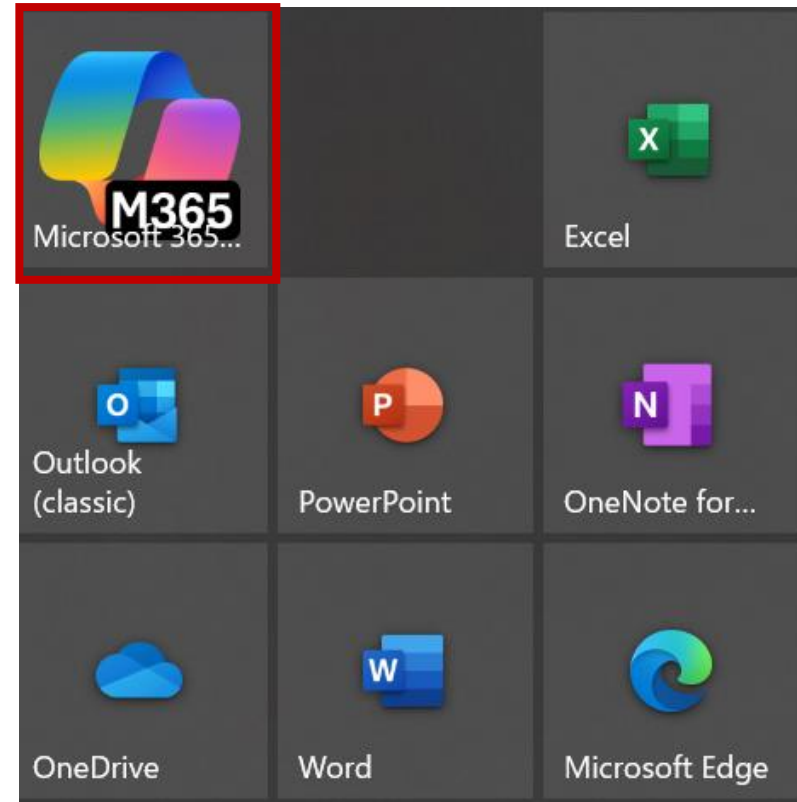 M365
Microsoft 365...
X
Excel
O
Outlook
(classic)
P
PowerPoint
N
OneNote for...
OneDrive
W
Word
Microsoft Edge